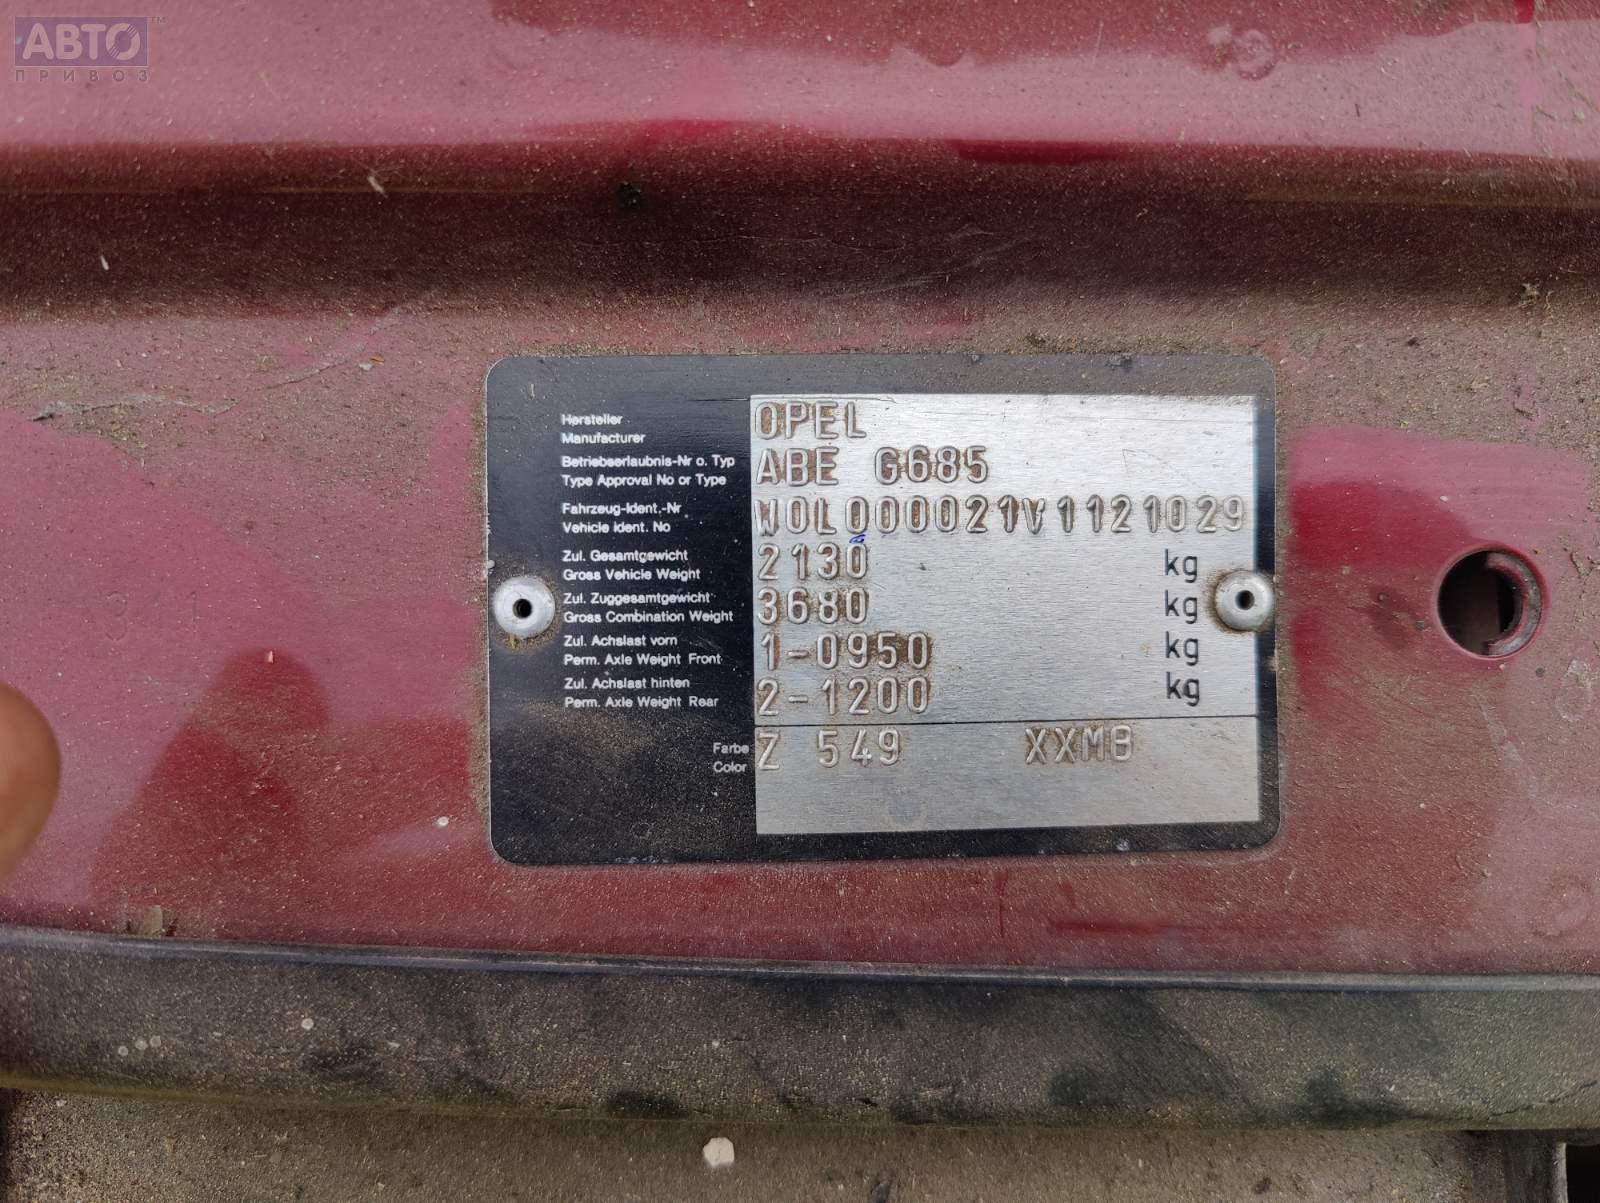 АВТО™
ПРИВОЗ
Hersteller
Manufacturer
OPEL
Betriebserlaubnis-Nr o. Typ
Type Approval No or Type
ABE G685
Fahrzeug-Ident.-Nr
Vehicle Ident. No
W0L000021V1121029
Zul. Gesamtgewicht
Gross Vehicle Weight
2130 kg
Zul. Zuggesamtgewicht
Gross Combination Weight
3680 kg
Zul. Achslast vorn
Perm. Axle Weight Front
1-0950 kg
Zul. Achslast hinten
Perm. Axle Weight Rear
2-1200 kg
Farbe
Color
Z 549 XXMB